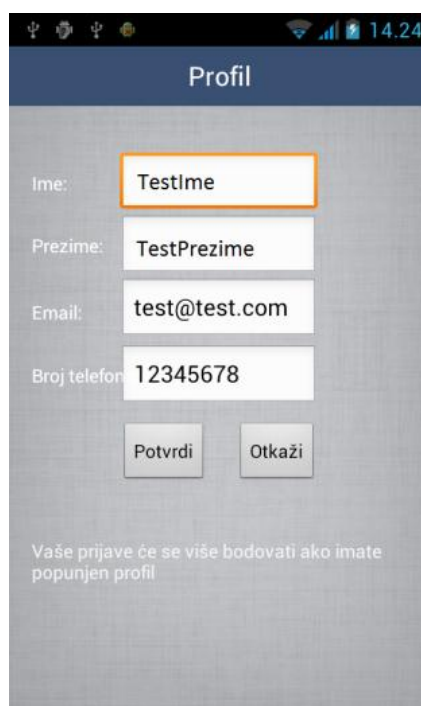 14.24
Profil
Ime: TestIme
Prezime: TestPrezime
Email: test@test.com
Broj telefon 12345678
Potvrdi Otkaži
Vaše prijave će se više bodovati ako imate
popunjen profil